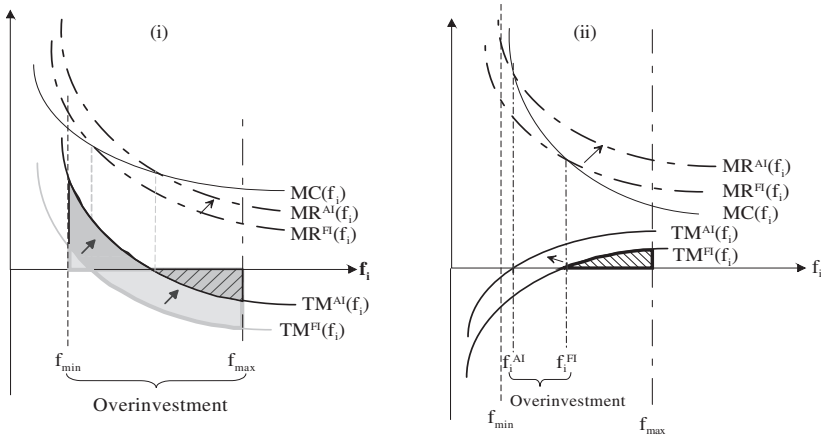 (i)
MC(fi)
MRAI(fi)
MRFI(fi)
fi
TMAI(fi)
TMFI(fi)
fmin
fmax
Overinvestment
(ii)
MRAI(fi)
MRFI(fi)
MC(fi)
TMAI(fi)
TMFI(fi)
fi
fiAI
fiFI
Overinvestment
fmin
fmax